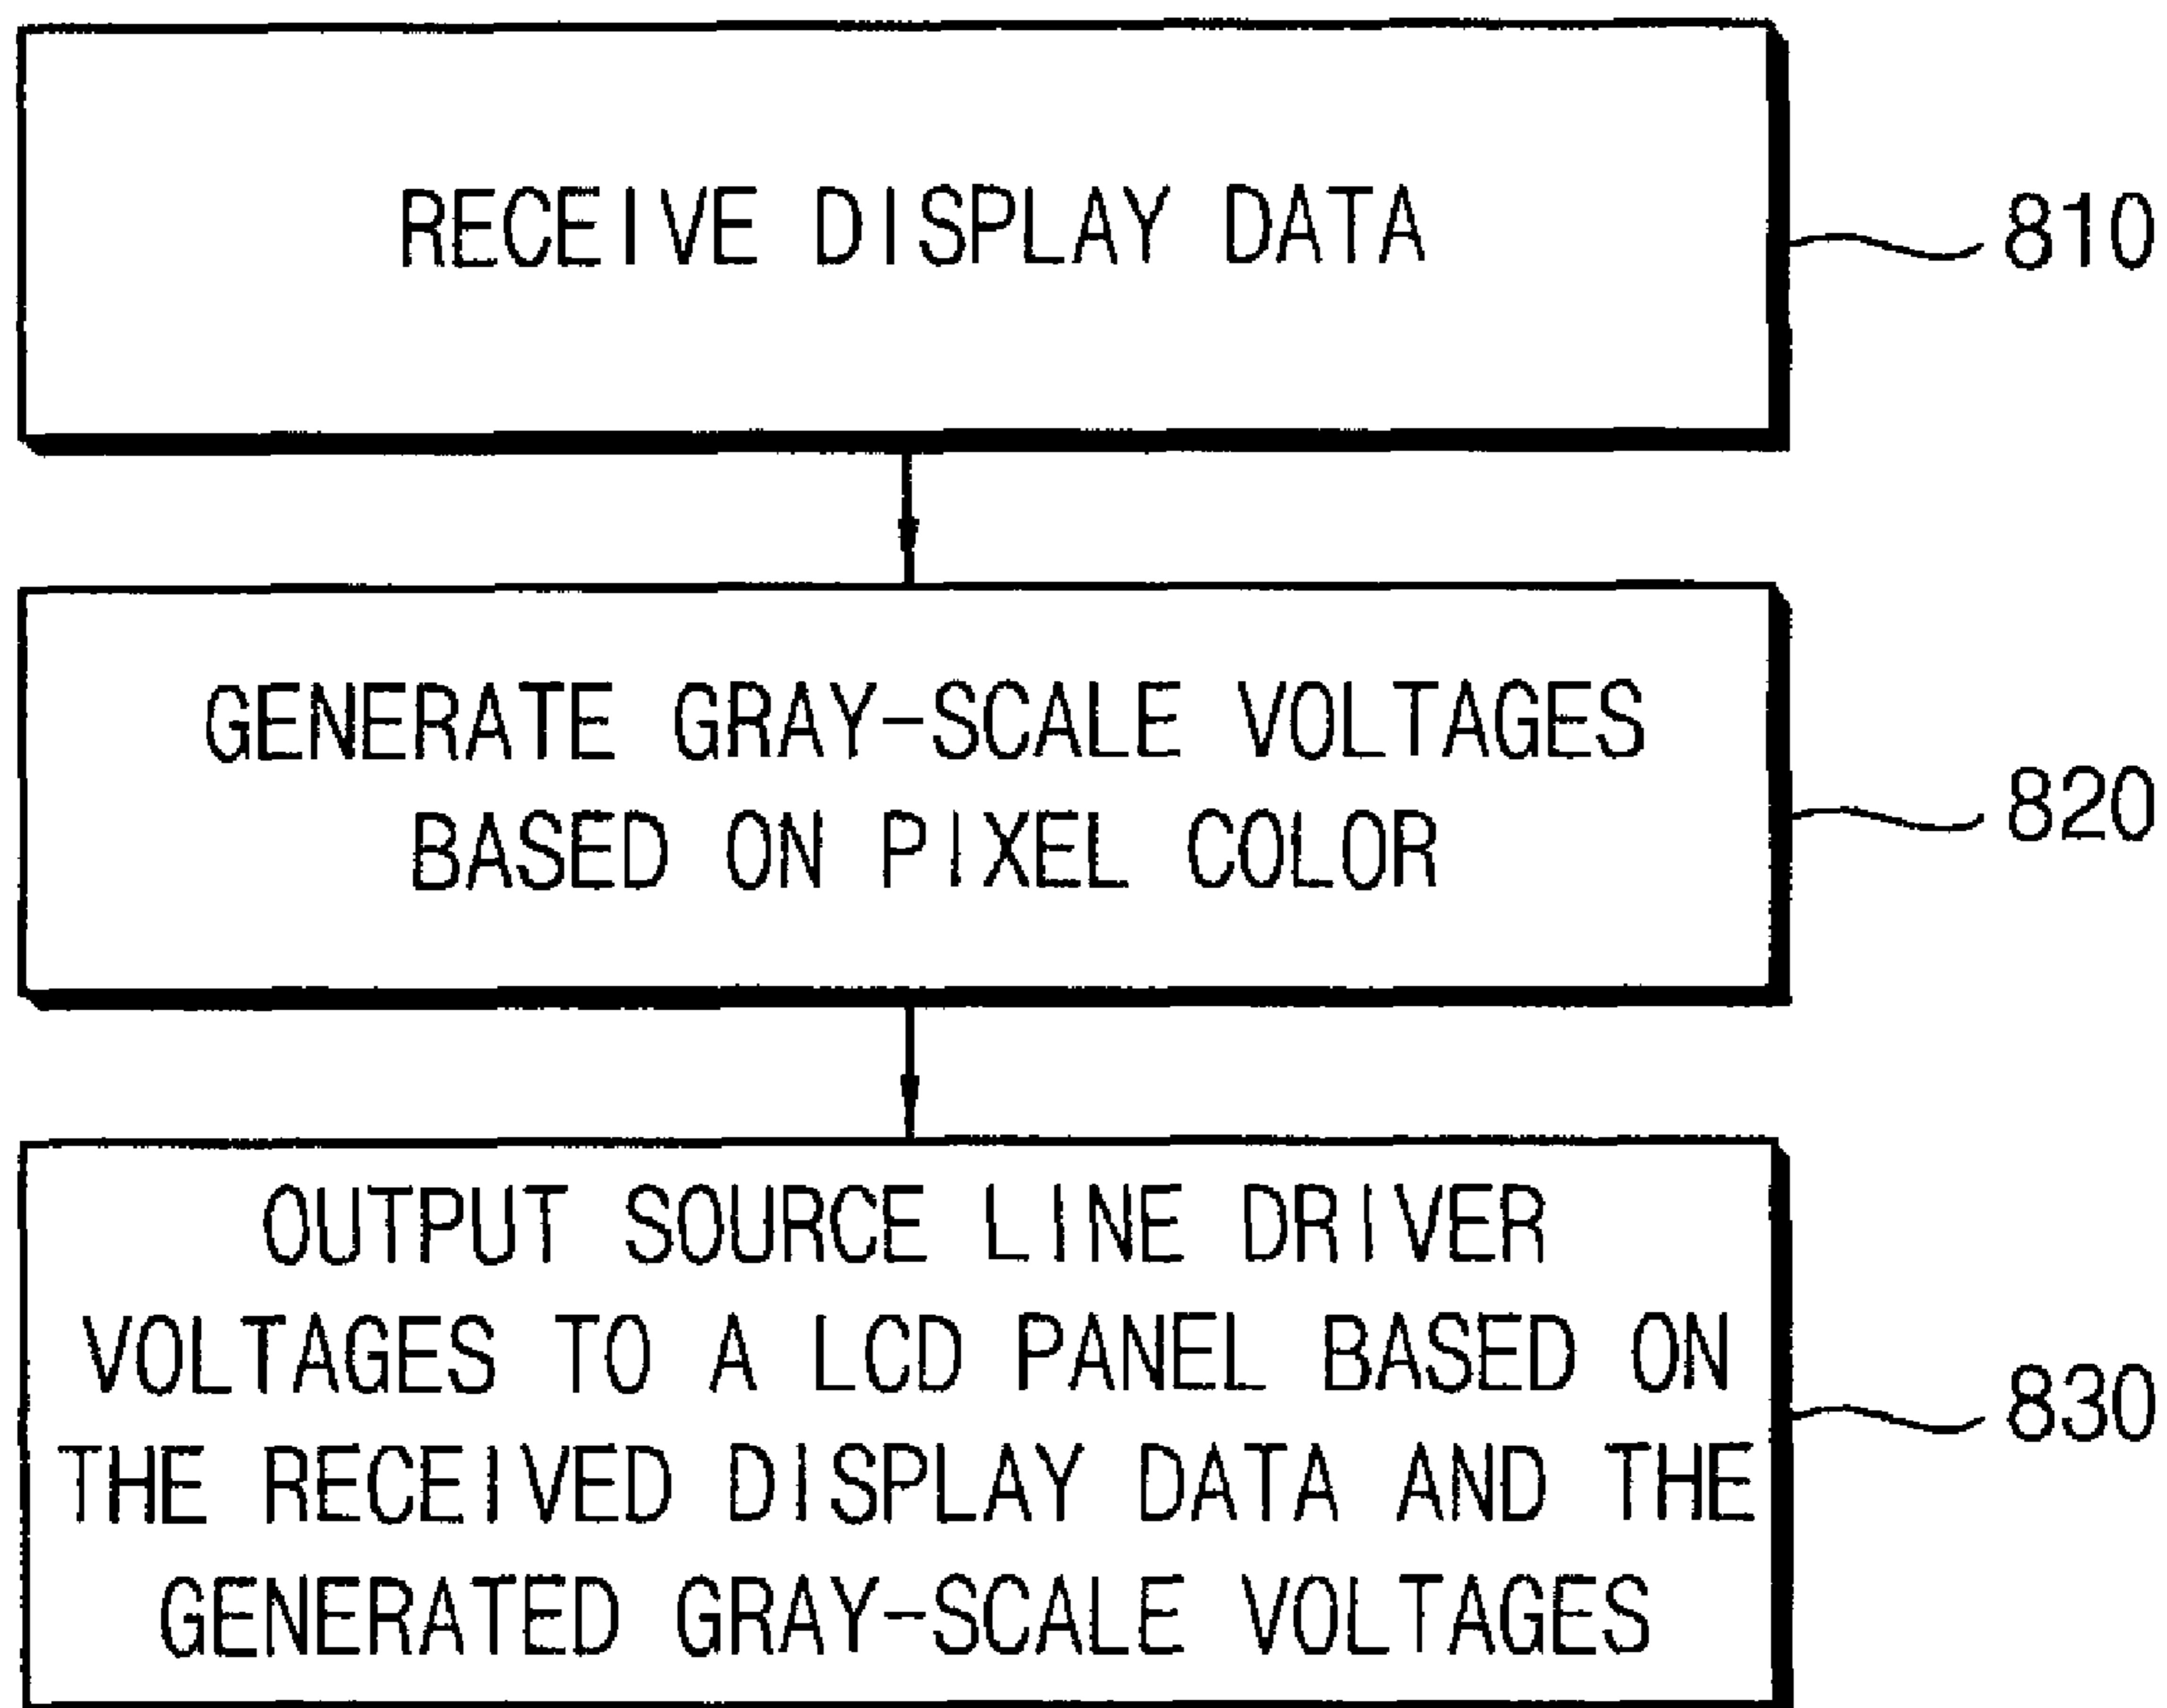 RECEIVE DISPLAY DATA
810
GENERATE GRAY-SCALE VOLTAGES
BASED ON PIXEL COLOR
820
OUTPUT SOURCE LINE DRIVER
VOLTAGES TO A LCD PANEL BASED ON
THE RECEIVED DISPLAY DATA AND THE
GENERATED GRAY-SCALE VOLTAGES
830